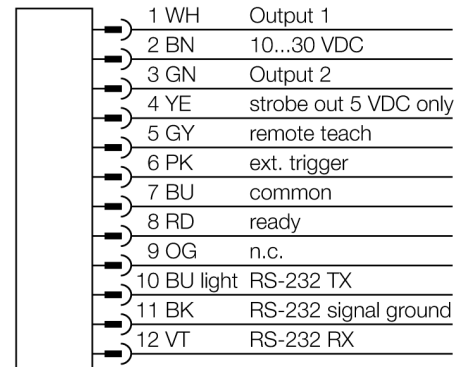 1 WH Output 1
2 BN 10...30 VDC
3 GN Output 2
4 YE strobe out 5 VDC only
5 GY remote teach
6 PK ext. trigger
7 BU common
8 RD ready
9 OG n.c.
10 BU light RS-232 TX
11 BK RS-232 signal ground
12 VT RS-232 RX